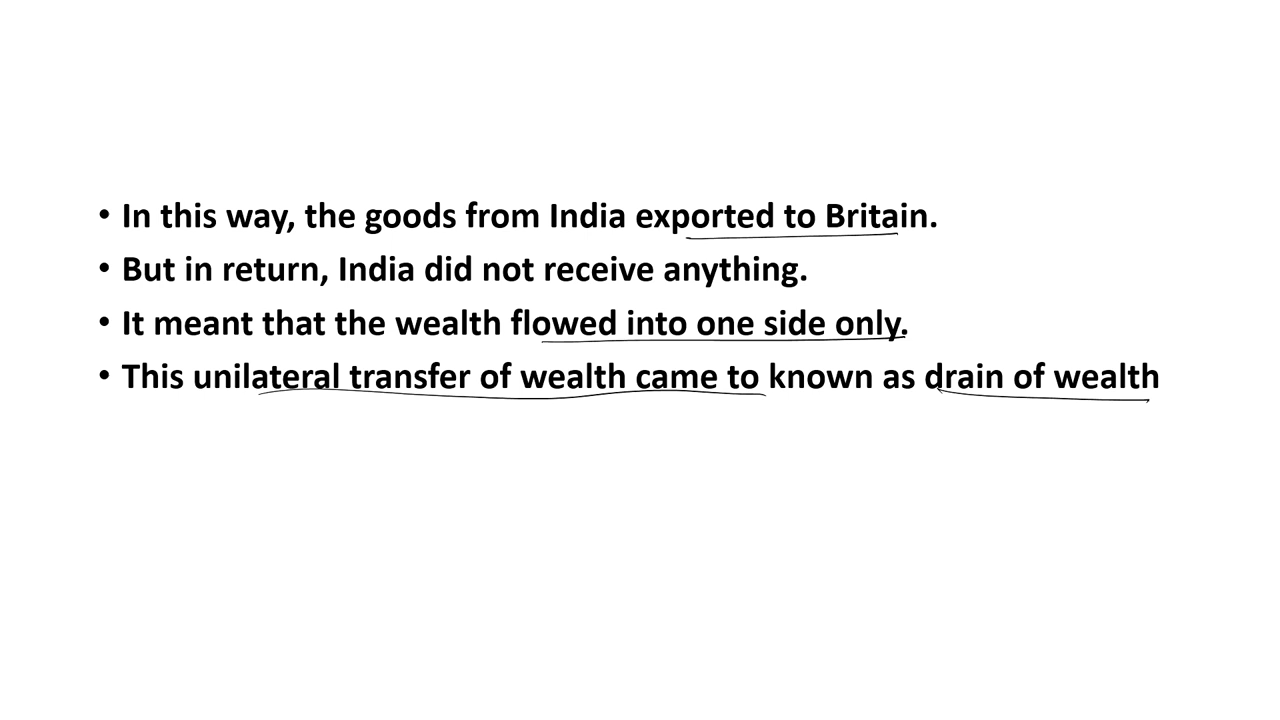 • In this way, the goods from India exported to Britain.
• But in return, India did not receive anything.
• It meant that the wealth flowed into one side only.
• This unilateral transfer of wealth came to known as drain of wealth